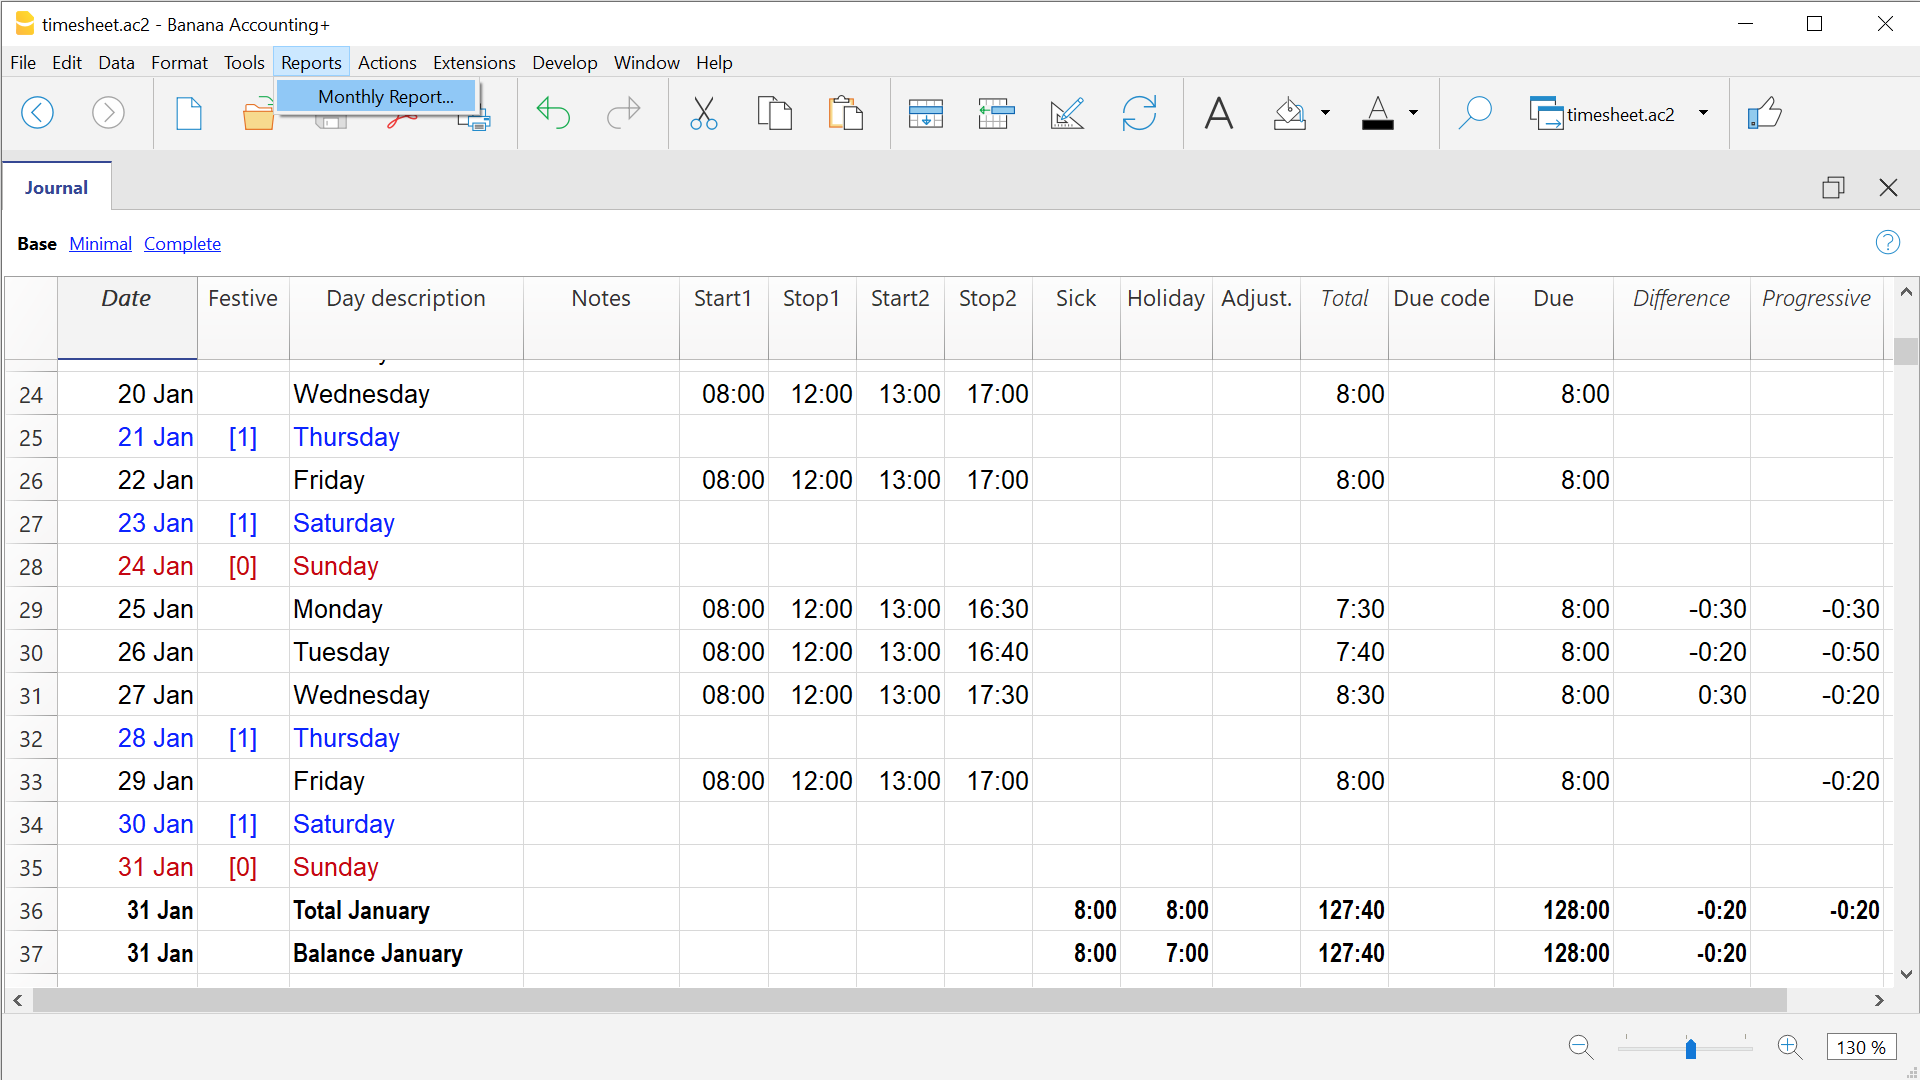 timesheet.ac2 - Banana Accounting+
File Edit Data Format Tools Reports Actions Extensions Develop Window Help
Monthly Report...
timesheet.ac2
Journal
Base Minimal Complete
Date Festive Day description Notes Start1 Stop1 Start2 Stop2 Sick Holiday Adjust. Total Due code Due Difference Progressive
24 20 Jan Wednesday 08:00 12:00 13:00 17:00 8:00 8:00
25 21 Jan [1] Thursday
26 22 Jan Friday 08:00 12:00 13:00 17:00 8:00 8:00
27 23 Jan [1] Saturday
28 24 Jan [0] Sunday
29 25 Jan Monday 08:00 12:00 13:00 16:30 7:30 8:00 -0:30 -0:30
30 26 Jan Tuesday 08:00 12:00 13:00 16:40 7:40 8:00 -0:20 -0:50
31 27 Jan Wednesday 08:00 12:00 13:00 17:30 8:30 8:00 0:30 -0:20
32 28 Jan [1] Thursday
33 29 Jan Friday 08:00 12:00 13:00 17:00 8:00 8:00 -0:20
34 30 Jan [1] Saturday
35 31 Jan [0] Sunday
36 31 Jan Total January 8:00 8:00 127:40 128:00 -0:20 -0:20
37 31 Jan Balance January 8:00 7:00 127:40 128:00 -0:20
130 %